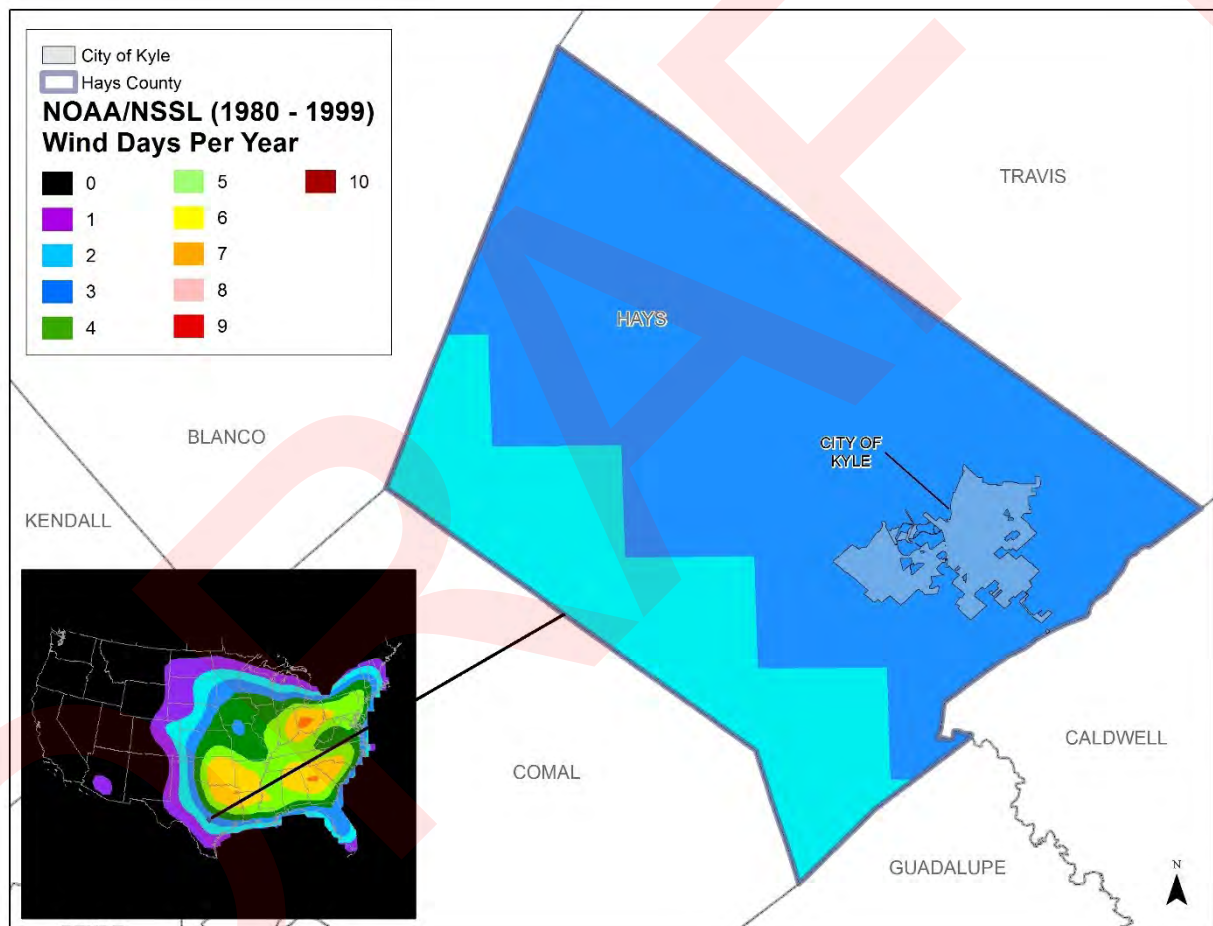 City of Kyle
Hays County
NOAA/NSSL (1980 - 1999)
Wind Days Per Year
0
1
2
3
4
5
6
7
8
9
10
TRAVIS
HAYS
BLANCO
CITY OF
KYLE
KENDALL
COMAL
CALDWELL
GUADALUPE
N
DRAFT